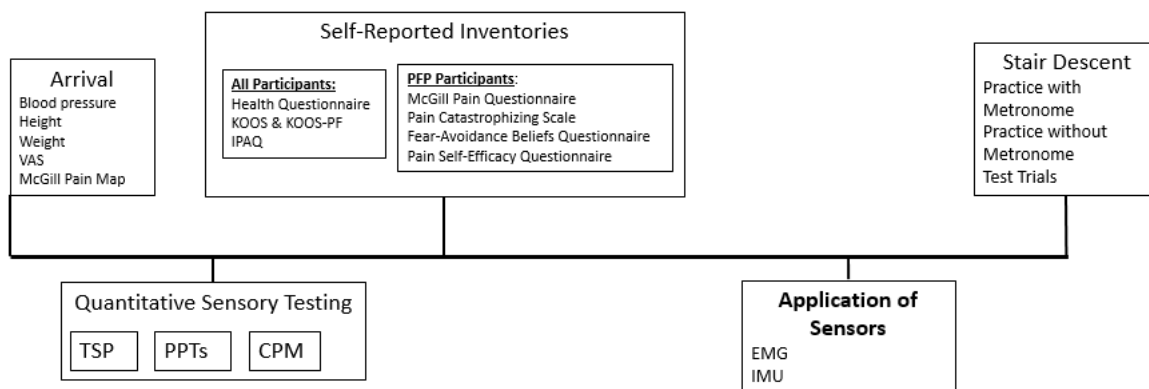 Arrival
Blood pressure
Height
Weight
VAS
McGill Pain Map
Self-Reported Inventories
All Participants:
Health Questionnaire
KOOS & KOOS-PF
IPAQ
PFP Participants:
McGill Pain Questionnaire
Pain Catastrophizing Scale
Fear-Avoidance Beliefs Questionnaire
Pain Self-Efficacy Questionnaire
Stair Descent
Practice with
Metronome
Practice without
Metronome
Test Trials
Quantitative Sensory Testing
TSP
PPTs
CPM
Application of
Sensors
EMG
IMU